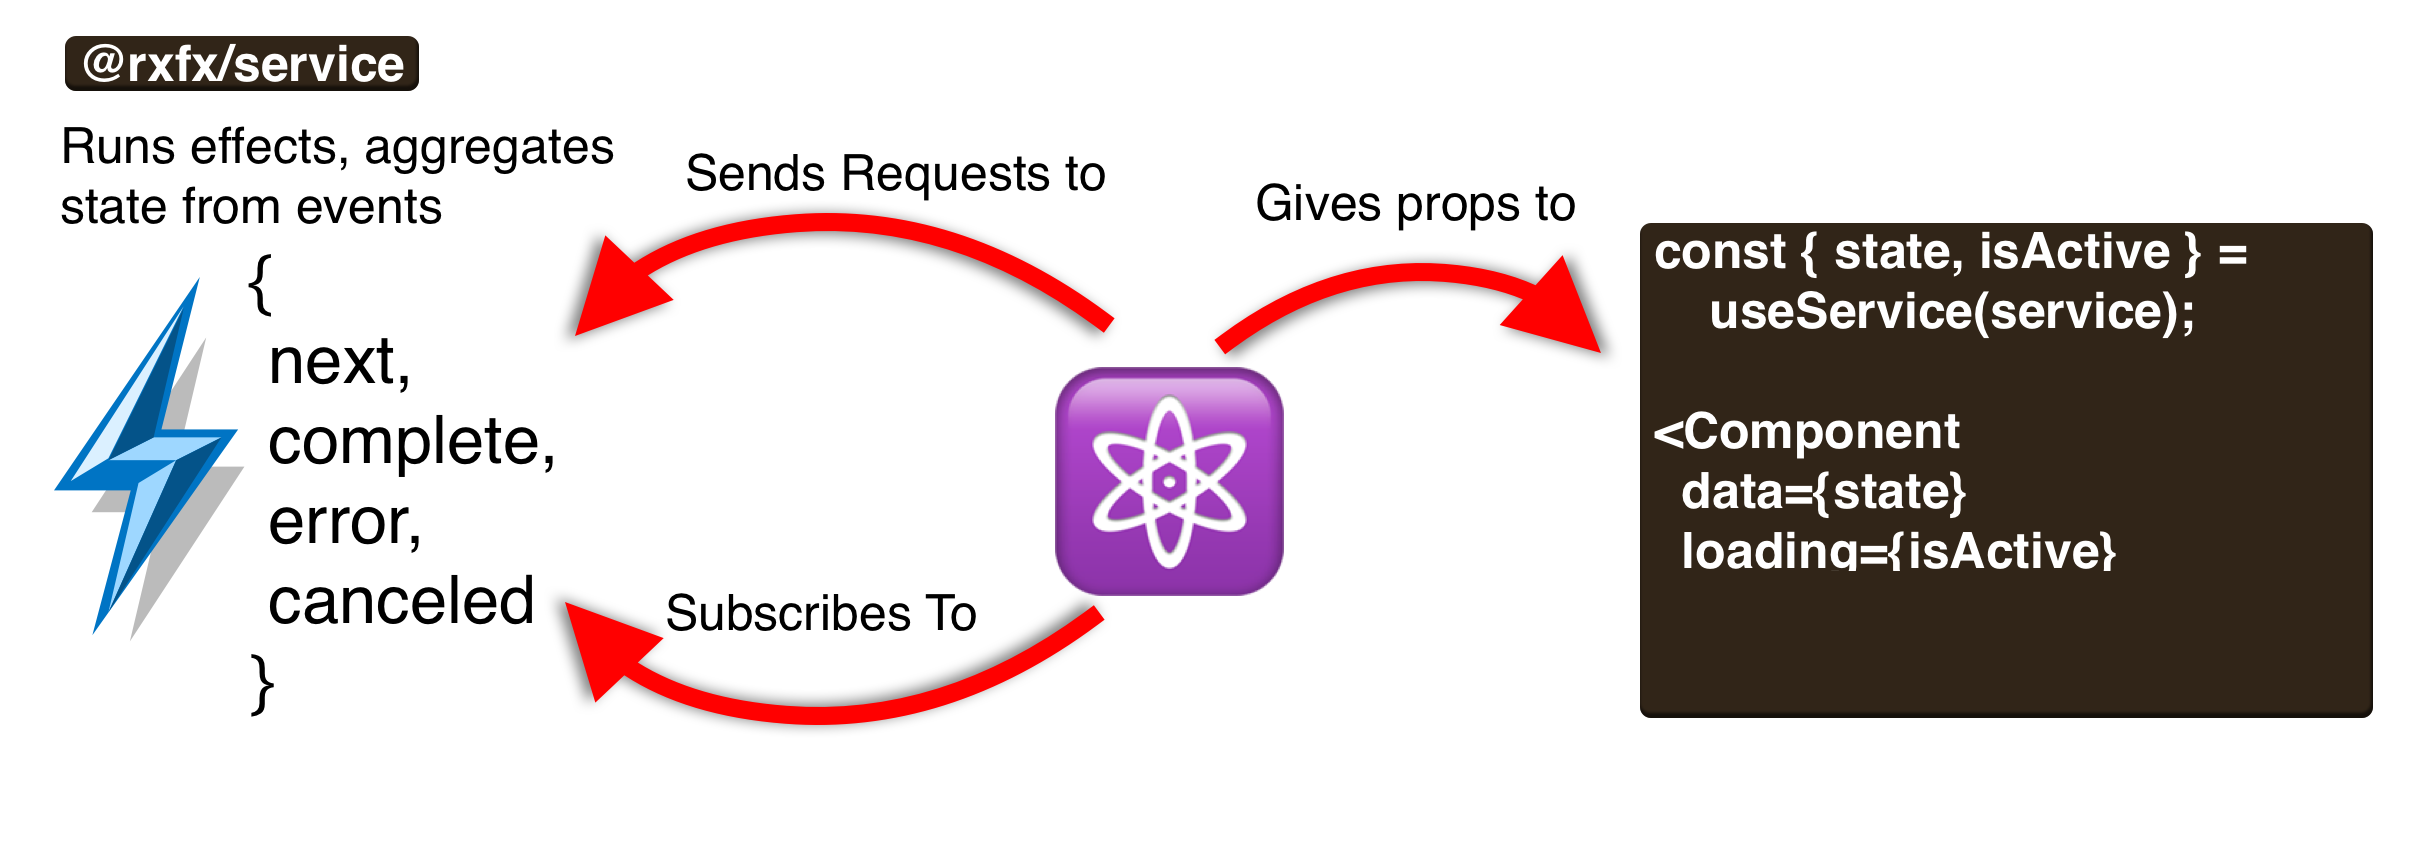 @rxfx/service
Runs effects, aggregates
state from events
{
next,
complete,
error,
canceled
}
Sends Requests to
Subscribes To
Gives props to
const { state, isActive } =
useService(service);
<Component
data={state}
loading={isActive}